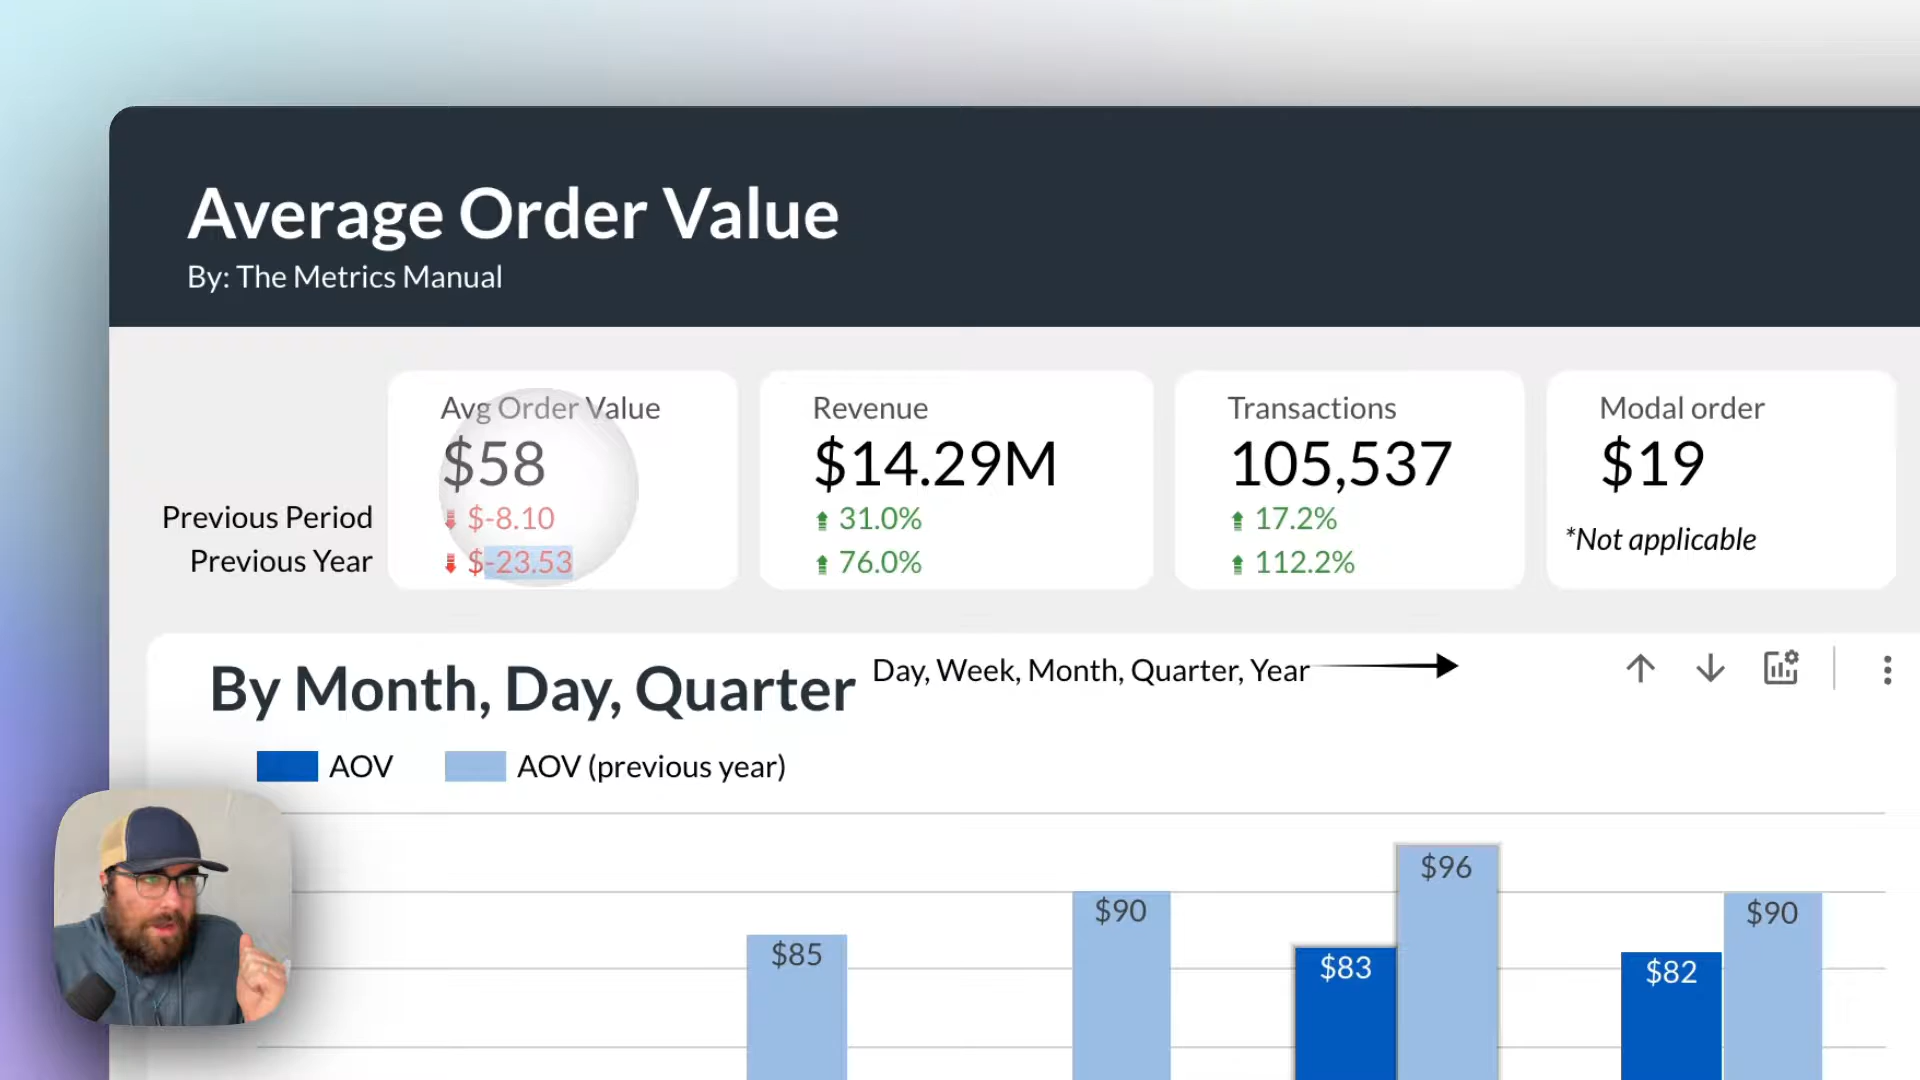 Average Order Value
By: The Metrics Manual
Avg Order Value
$58
Previous Period
$-8.10
Previous Year
$-23.53
Revenue
$14.29M
31.0%
76.0%
Transactions
105,537
17.2%
112.2%
Modal order
$19
*Not applicable
By Month, Day, Quarter
Day, Week, Month, Quarter, Year
AOV
AOV (previous year)
$85
$90
$83
$96
$82
$90